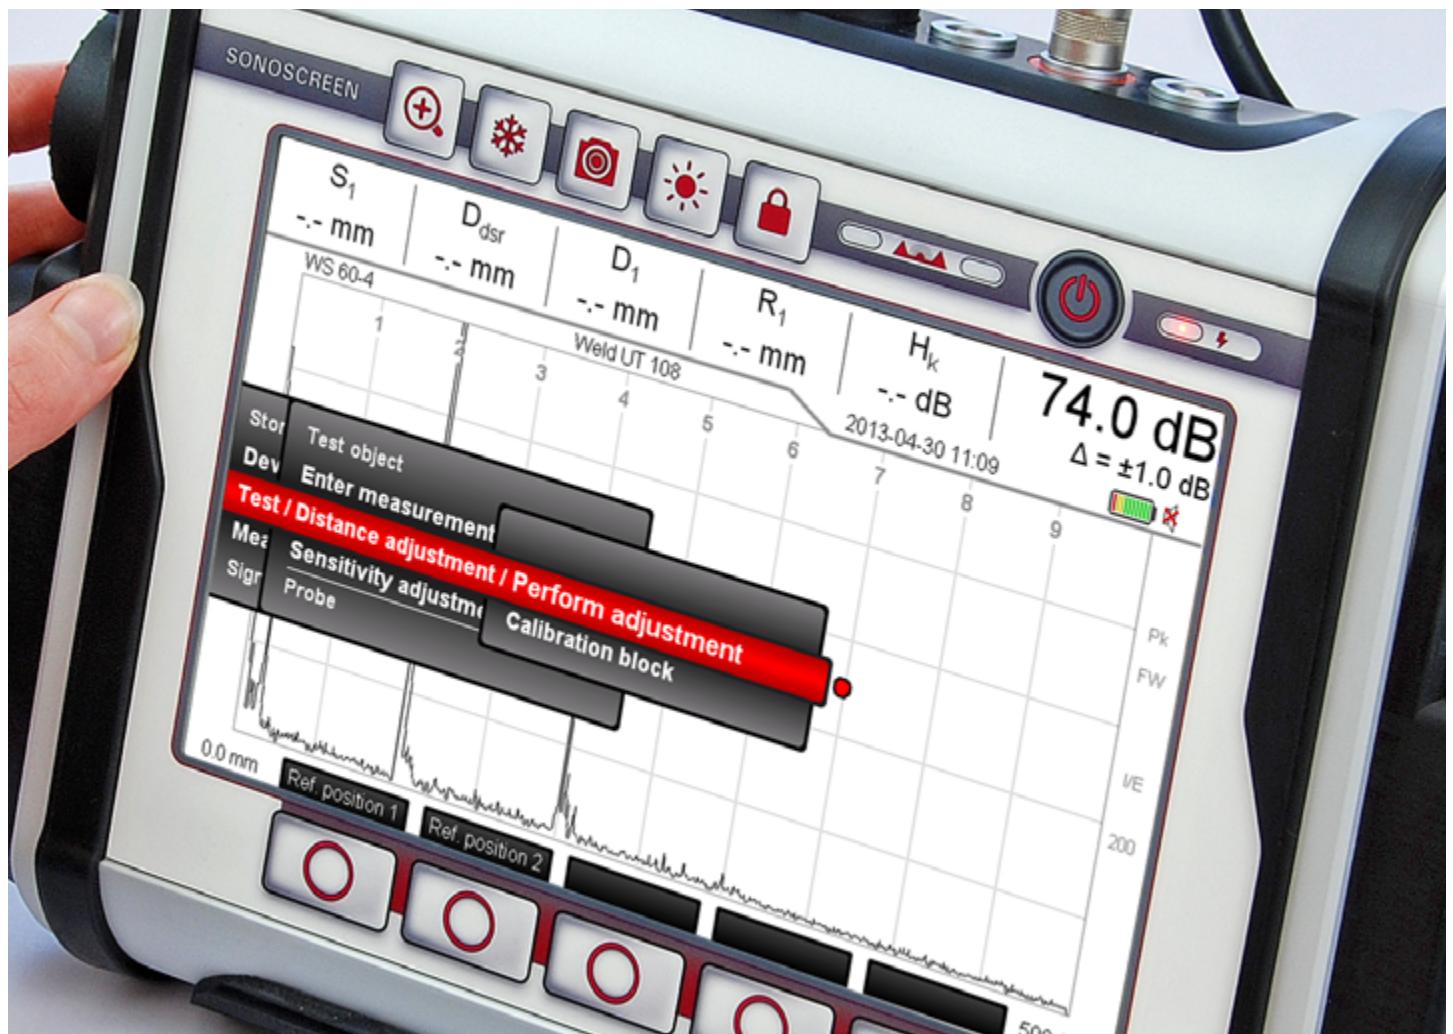 SONOSCREEN
S1
-.- mm
Ddsr
-.- mm
D1
-.- mm
R1
-.- mm
Hk
-.- dB
74.0 dB
Δ = ±1.0 dB
WS 60-4
Weld UT 108
2013-04-30 11:09
1
2
3
4
5
6
7
8
9
Test object
Enter measurement
Test / Distance adjustment / Perform adjustment
Sensitivity adjustme
Calibration block
Probe
Pk
FW
I/E
200
0.0 mm
Ref. position 1
Ref. position 2